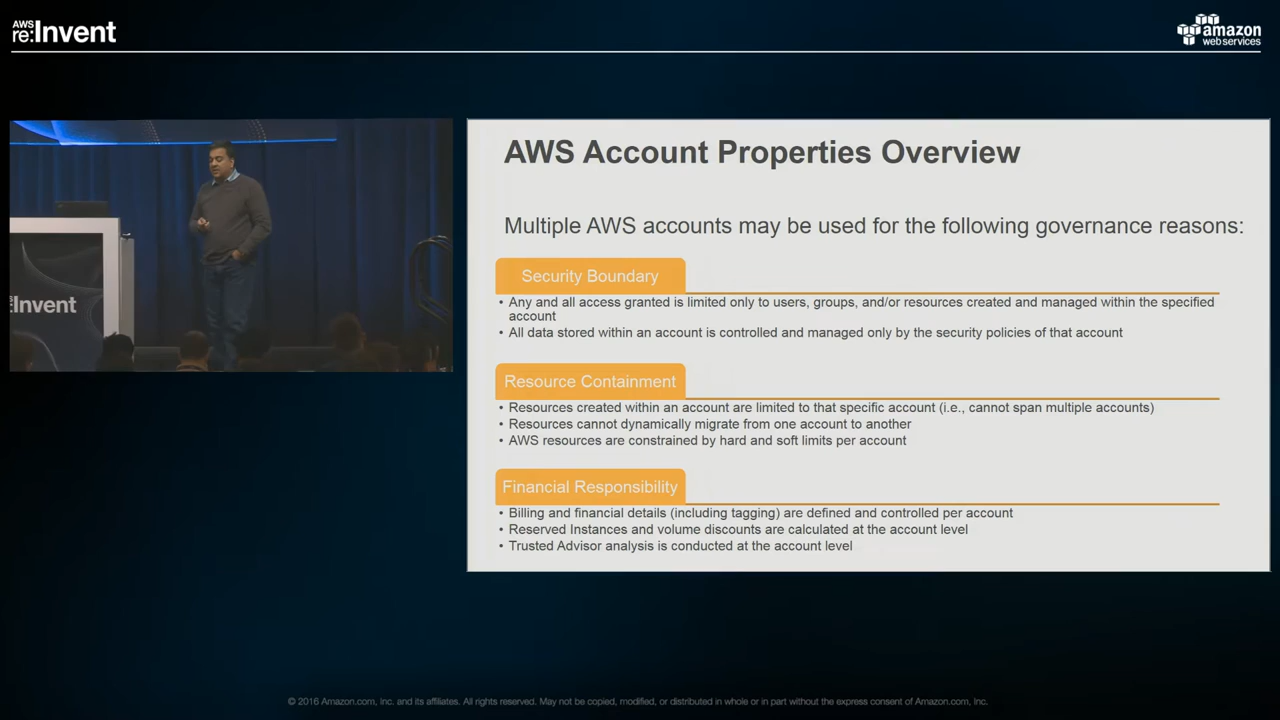 AWS
re:Invent
amazon
web services
AWS Account Properties Overview
Multiple AWS accounts may be used for the following governance reasons:
Security Boundary
• Any and all access granted is limited only to users, groups, and/or resources created and managed within the specified
account
• All data stored within an account is controlled and managed only by the security policies of that account
Resource Containment
• Resources created within an account are limited to that specific account (i.e., cannot span multiple accounts)
• Resources cannot dynamically migrate from one account to another
• AWS resources are constrained by hard and soft limits per account
Financial Responsibility
• Billing and financial details (including tagging) are defined and controlled per account
• Reserved Instances and volume discounts are calculated at the account level
• Trusted Advisor analysis is conducted at the account level
:Invent
© 2016 Amazon.com, Inc. and its affiliates. All rights reserved. May not be copied, modified, or distributed in whole or in part without the express consent of Amazon.com, Inc.